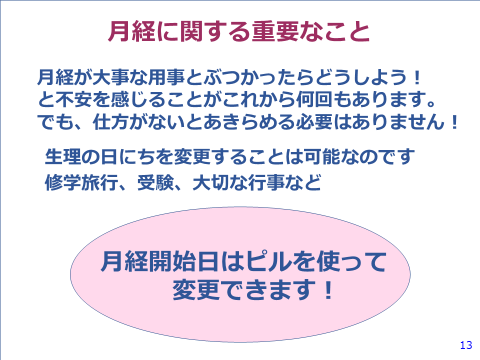 月経に関する重要なこと
月経が大事な用事とぶつかったらどうしよう！
と不安を感じることがこれから何回もあります。
でも、仕方がないとあきらめる必要はありません！
生理の日にちを変更することは可能なのです
修学旅行、受験、大切な行事など
月経開始日はピルを使って
変更できます！
13